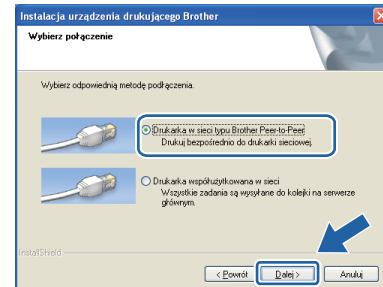 Instalacja urządzenia drukującego Brother
Wybierz połączenie
Wybierz odpowiednią metodę podłączenia.
Drukarka w sieci typu Brother Peer-to-Peer
Drukuj bezpośrednio do drukarki sieciowej.
Drukarka współużytkowana w sieci
Wszystkie zadania są wysyłane do kolejki na serwerze
głównym.
InstallShield
< Powrót
Dalej >
Anuluj